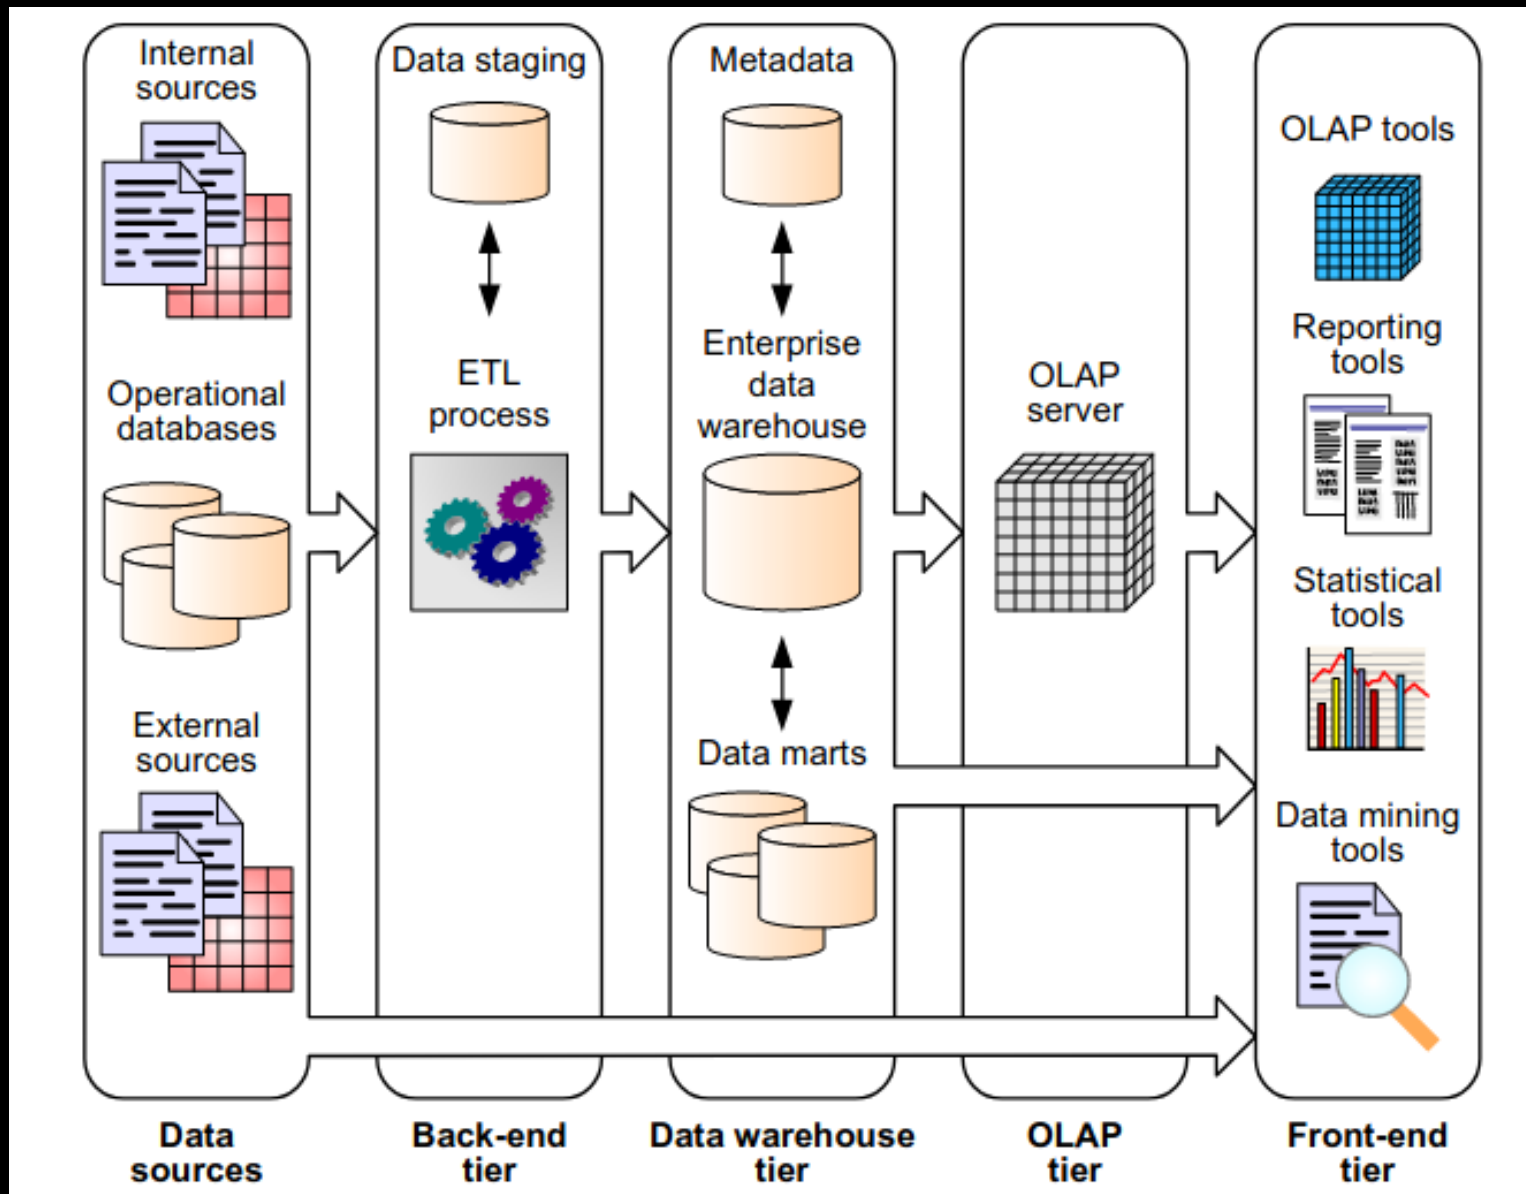 Internal
sources
Operational
databases
External
sources
Data
sources
Data staging
ETL
process
Back-end
tier
Metadata
Enterprise
data
warehouse
Data marts
Data warehouse
tier
OLAP
server
OLAP
tier
OLAP tools
Reporting
tools
Statistical
tools
Data mining
tools
Front-end
tier